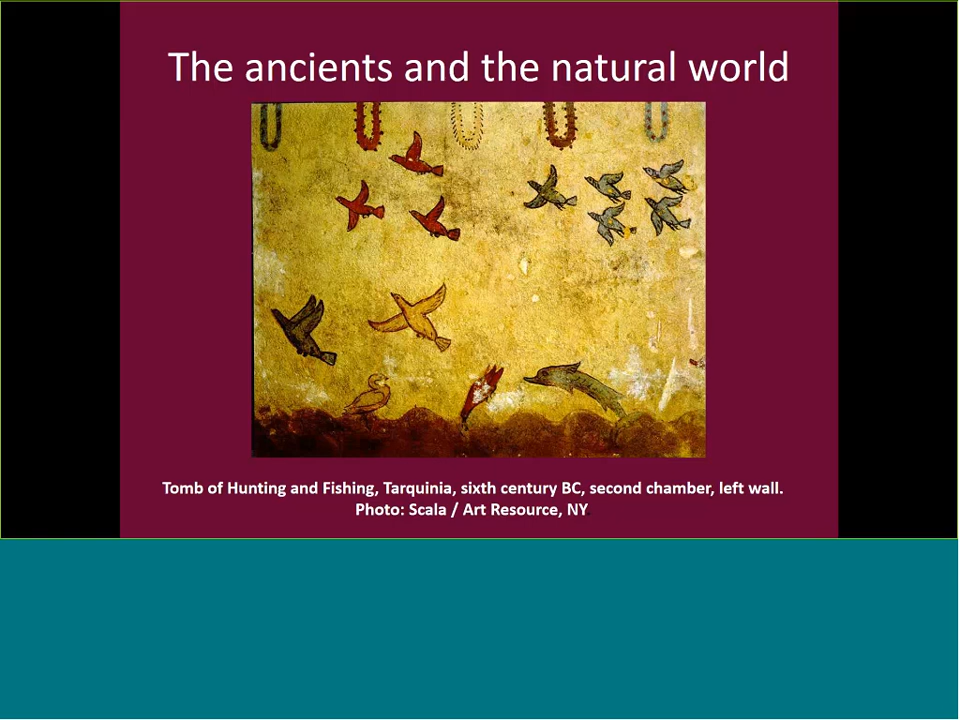 The ancients and the natural world
Tomb of Hunting and Fishing, Tarquinia, sixth century BC, second chamber, left wall.
Photo: Scala / Art Resource, NY.